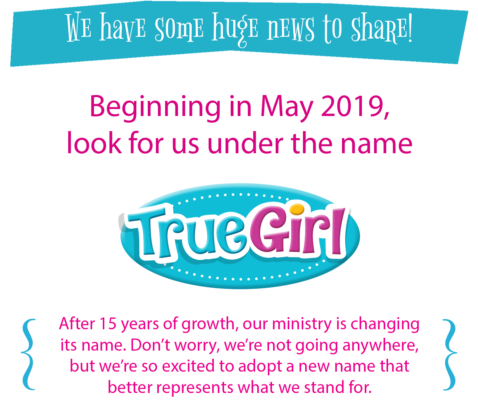 We have some huge news to share!
Beginning in May 2019,
look for us under the name
TrueGirl
After 15 years of growth, our ministry is changing
its name. Don't worry, we're not going anywhere,
but we're so excited to adopt a new name that
better represents what we stand for.